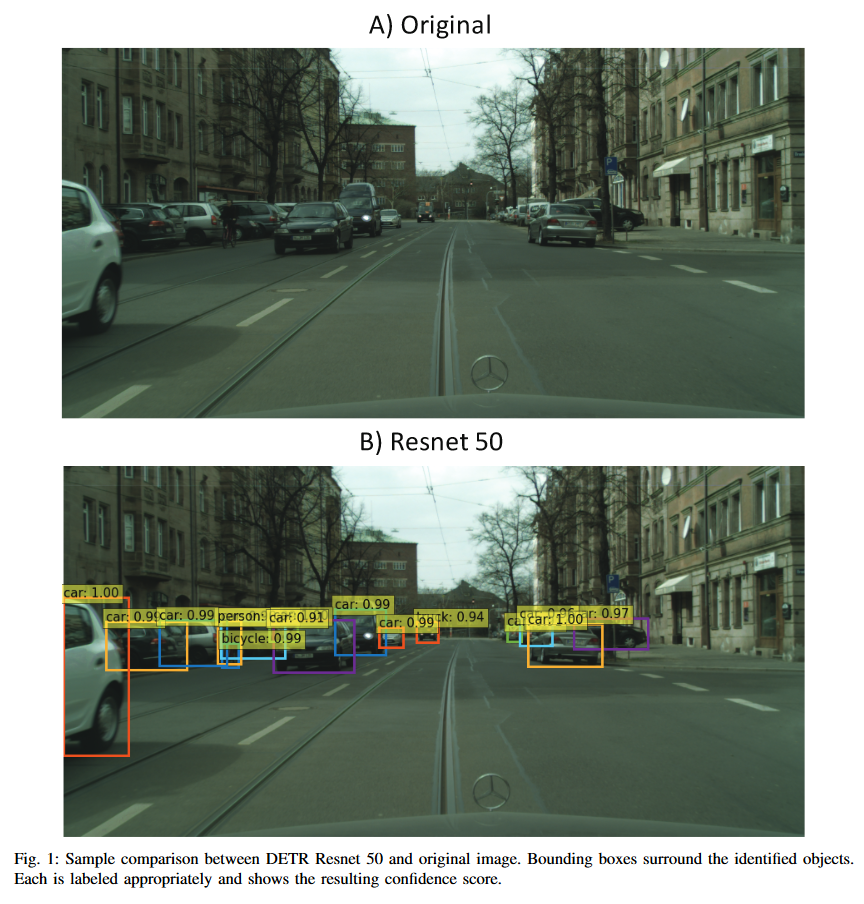 A) Original
B) Resnet 50
car: 1.00
car: 0.99
car: 0.99
person:
0.91
bicycle: 0.99
car: 0.99
car: 0.99
0.94
car: 0.97
car: 1.00
Fig. 1: Sample comparison between DETR Resnet 50 and original image. Bounding boxes surround the identified objects.
Each is labeled appropriately and shows the resulting confidence score.